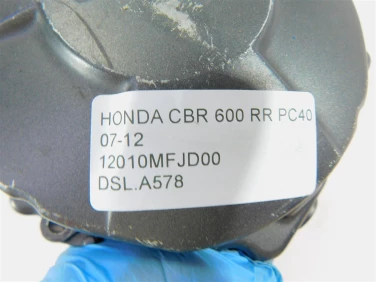 HONDA CBR 600 RR PC40
07-12
12010MFJD00
DSL.A578